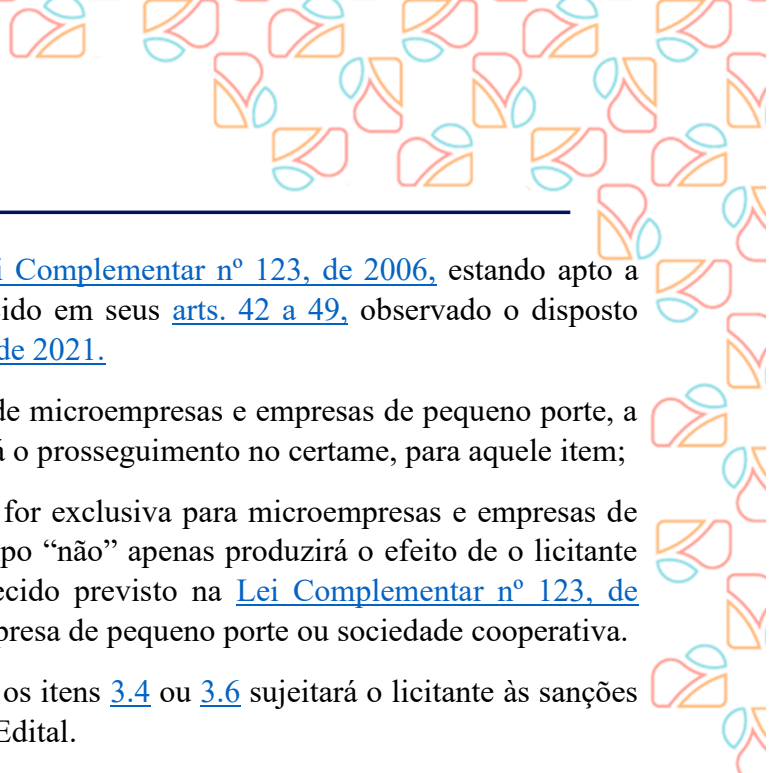 i Complementar nº 123, de 2006, estando apto a
ido em seus arts. 42 a 49, observado o disposto
de 2021.
de microempresas e empresas de pequeno porte, a
á o prosseguimento no certame, para aquele item;
for exclusiva para microempresas e empresas de
po “não” apenas produzirá o efeito de o licitante
ecido previsto na Lei Complementar nº 123, de
presa de pequeno porte ou sociedade cooperativa.
os itens 3.4 ou 3.6 sujeitará o licitante às sanções
Edital.